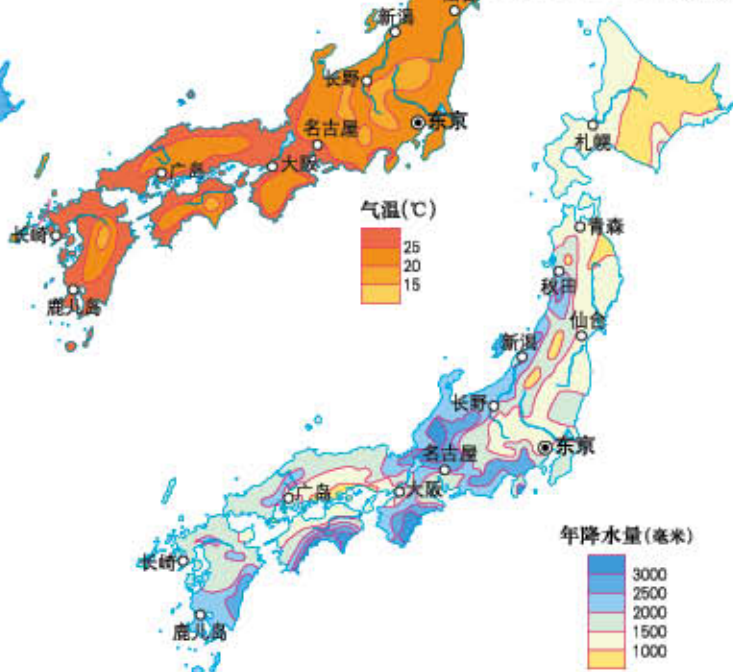 新潟
长野
东京
名古屋
大阪
广岛
长崎
鹿儿岛
气温(℃)
25
20
15
札幌
青森
秋田
仙台
新潟
长野
东京
名古屋
大阪
广岛
长崎
鹿儿岛
年降水量(毫米)
3000
2500
2000
1500
1000